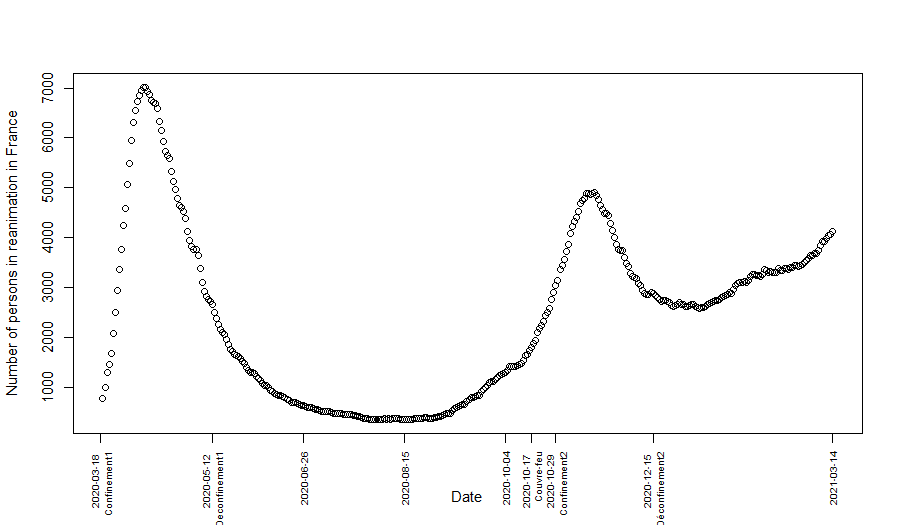 Number of persons in reanimation in France
7000
6000
5000
4000
3000
2000
1000
2020-03-18
Confinement1
2020-05-12
Deconfinement1
2020-06-26
2020-08-15
2020-10-04
2020-10-17
Couvre-feu
2020-10-29
Confinement2
2020-12-15
Déconfinement2
2021-03-14
Date